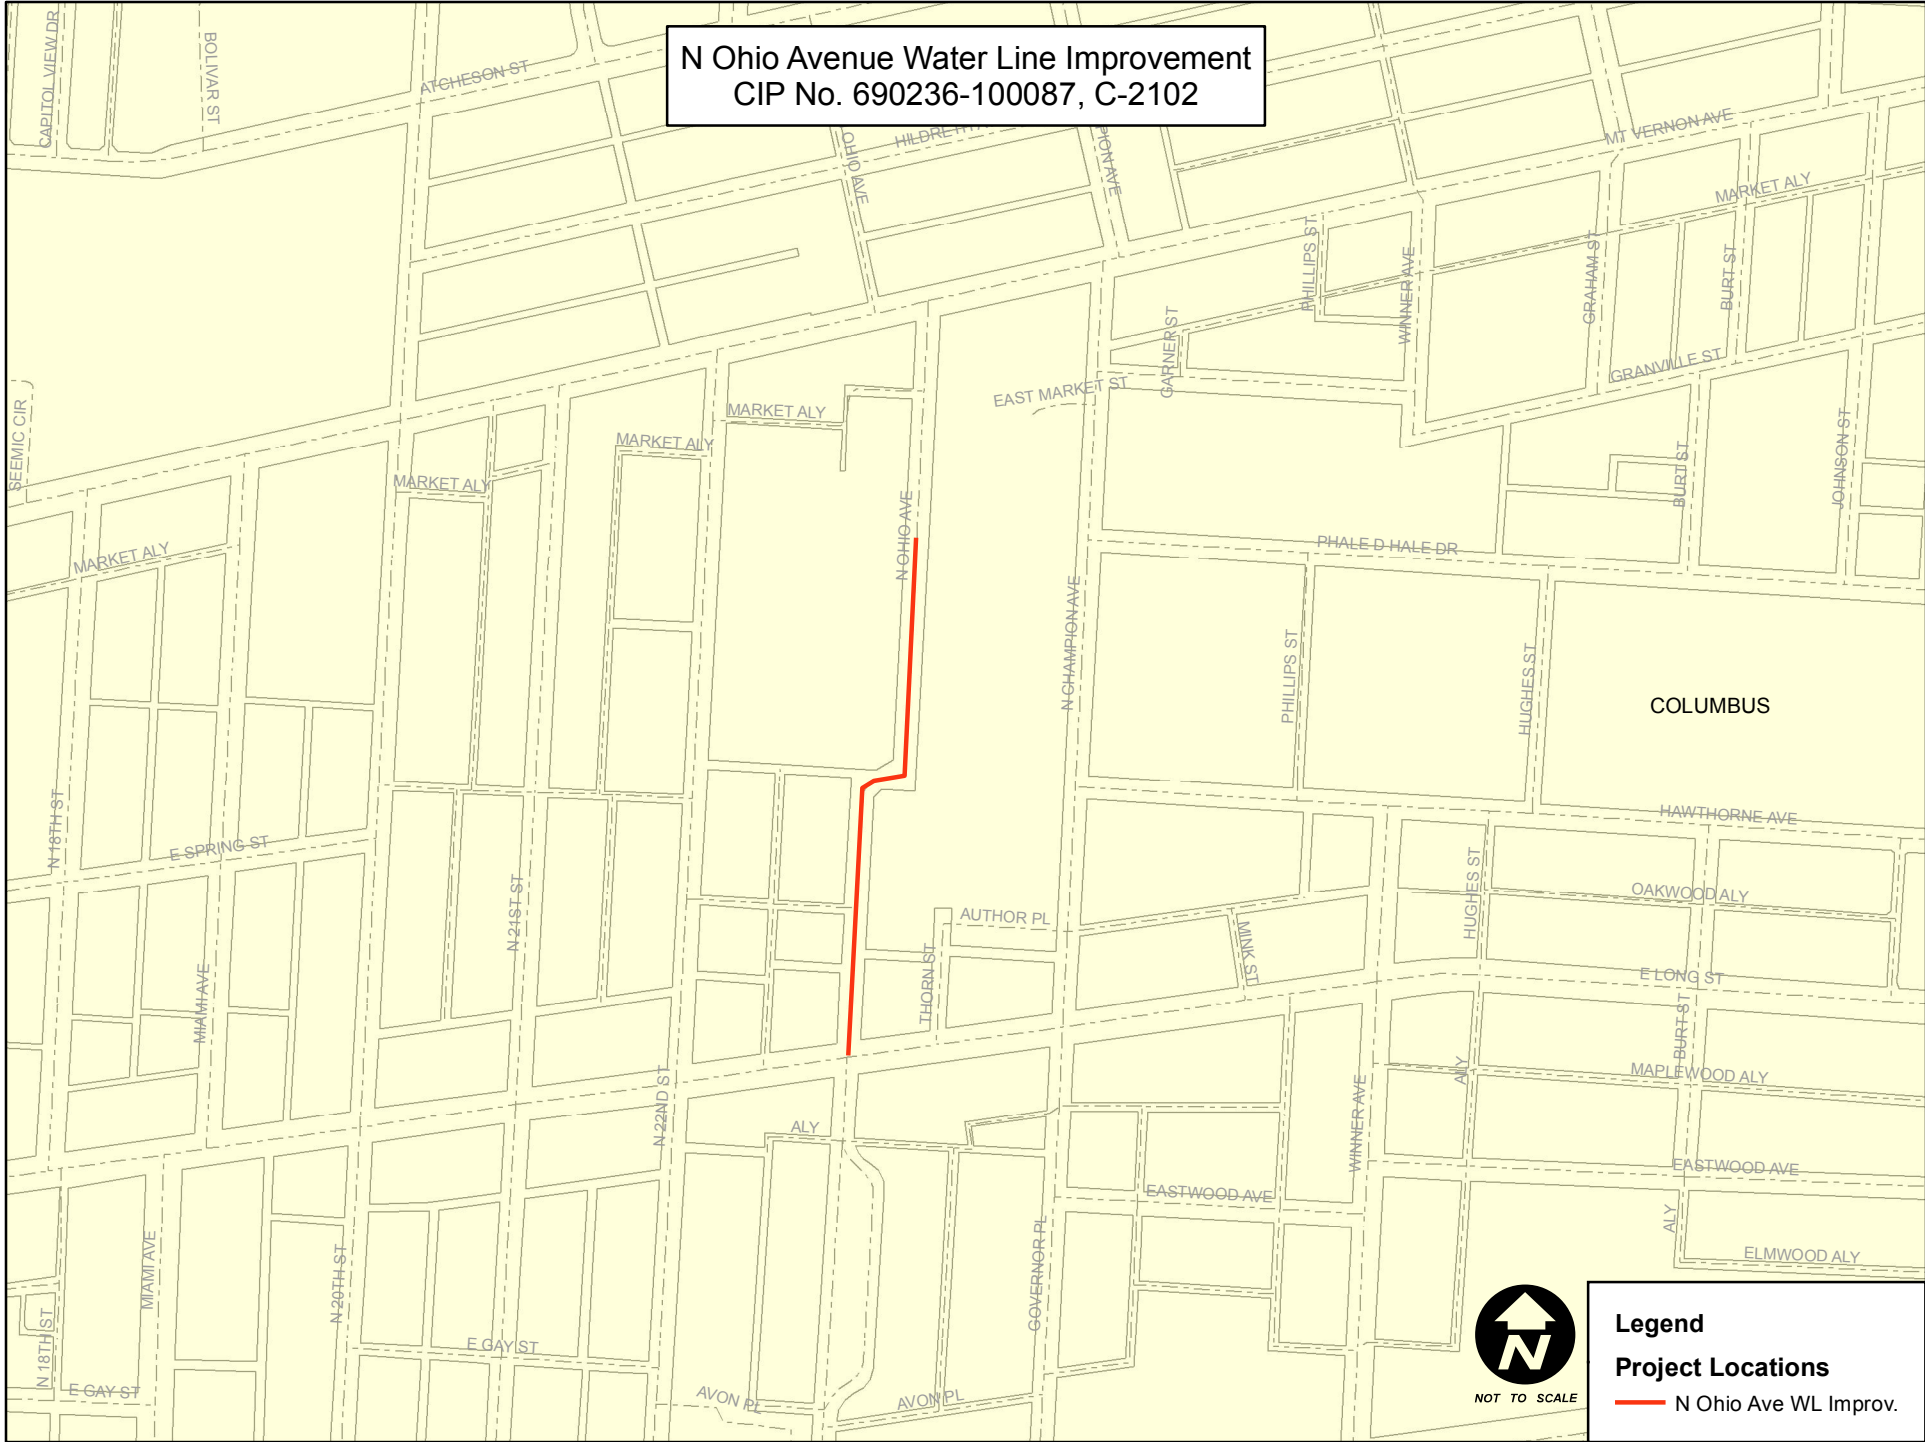 N Ohio Avenue Water Line Improvement
CIP No. 690236-100087, C-2102
CAPITOL VIEW DR
BOLIVAR ST
ATCHESON ST
OHIO AVE
MT VERNON AVE
MARKET ALY
PHILLIPS ST
WINNER AVE
GRAHAM ST
BURT ST
GARNER ST
GRANVILLE ST
EAST MARKET ST
MARKET ALY
MARKET ALY
MARKET ALY
SEEMIC CIR
MARKET ALY
BURT ST
JOHNSON ST
N OHIO AVE
PHALE D HALE DR
N CHAMPION AVE
PHILLIPS ST
HUGHES ST
COLUMBUS
N 18TH ST
E SPRING ST
HAWTHORNE AVE
N 21ST ST
HUGHES ST
OAKWOOD ALY
AUTHOR PL
MINK ST
THORN ST
E LONG ST
MIAMI AVE
BURT ST
ALY
MAPLEWOOD ALY
N 22ND ST
ALY
WINNER AVE
EASTWOOD AVE
EASTWOOD AVE
ALY
ELMWOOD ALY
MIAMI AVE
N 20TH ST
GOVERNOR PL
N 18TH ST
E GAY ST
E GAY ST
AVON PL
AVON PL
N
NOT TO SCALE
Legend
Project Locations
N Ohio Ave WL Improv.